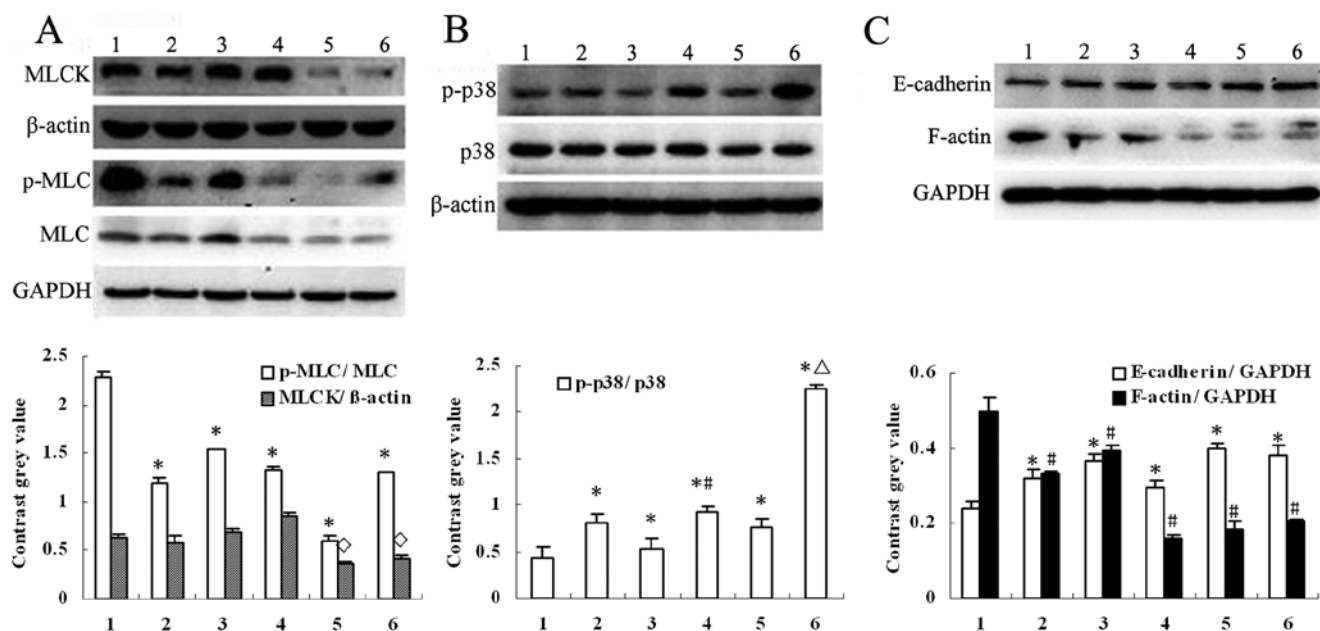 A
1 2 3 4 5 6
MLCK
β-actin
p-MLC
MLC
GAPDH
B
1 2 3 4 5 6
p-p38
p38
β-actin
C
1 2 3 4 5 6
E-cadherin
F-actin
GAPDH
Contrast grey value
2.5
2
1.5
1
0.5
0
p-MLC/ MLC
MLCK/ ß-actin
*
*
*
*
*
◇
◇
1 2 3 4 5 6
Contrast grey value
2.5
2
1.5
1
0.5
0
p-p38/ p38
*
*
*#
*
*△
1 2 3 4 5 6
Contrast grey value
0.6
0.4
0.2
0
E-cadherin/ GAPDH
F-actin/ GAPDH
* #
* #
* #
* #
* #
1 2 3 4 5 6